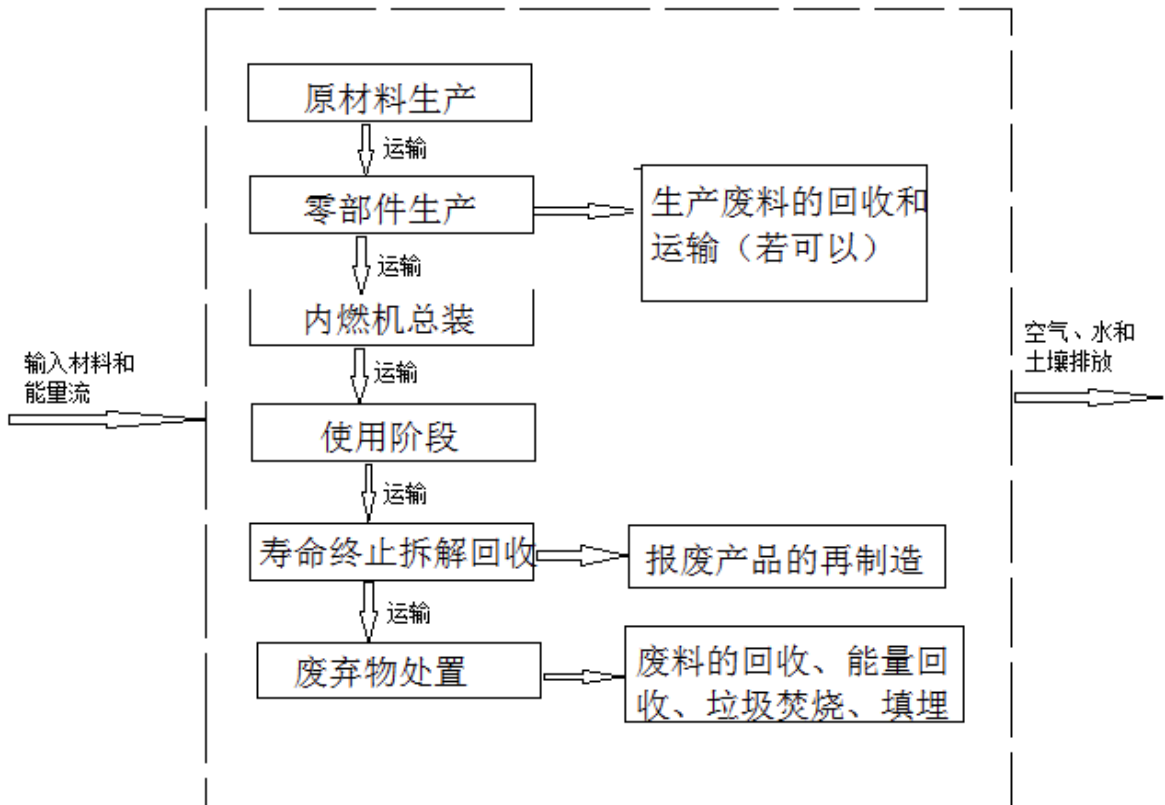 原材料生产
运输
零部件生产
生产废料的回收和
运输（若可以）
运输
内燃机总装
输入材料和
能量流
空气、水和
土壤排放
运输
使用阶段
运输
寿命终止拆解回收
报废产品的再制造
运输
废弃物处置
废料的回收、能量回
收、垃圾焚烧、填埋